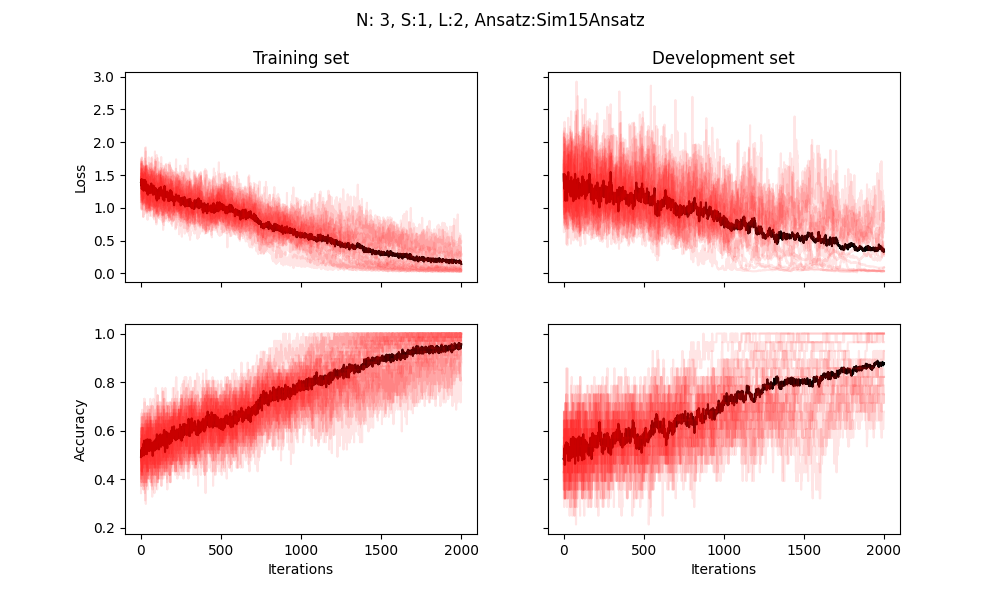 N: 3, S:1, L:2, Ansatz:Sim15Ansatz
Training set
Development set
3.0
2.5
2.0
1.5
1.0
0.5
0.0
Loss
1.0
0.8
0.6
0.4
0.2
Accuracy
0 500 1000 1500 2000
0 500 1000 1500 2000
Iterations
Iterations